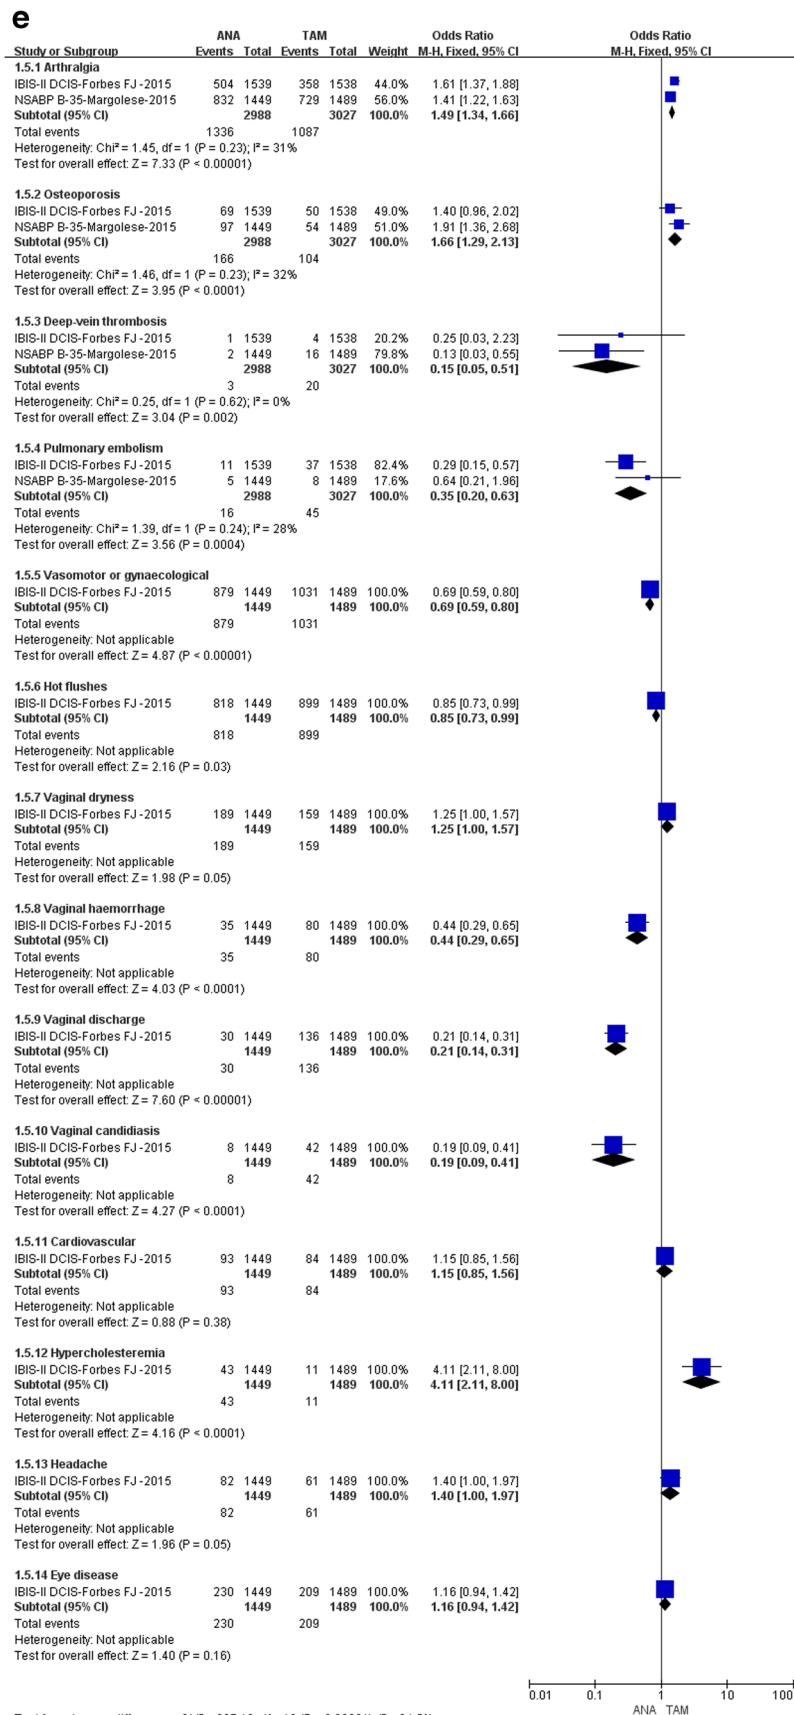 e
ANA TAM Odds Ratio Odds Ratio
Study or Subgroup Events Total Events Total Weight M-H, Fixed, 95% CI M-H, Fixed, 95% CI
1.5.1 Arthralgia
IBIS-II DCIS-Forbes FJ -2015 504 1539 358 1538 44.0% 1.61 [1.37, 1.88]
NSABP B-35-Margolese-2015 832 1449 729 1489 56.0% 1.41 [1.22, 1.63]
Subtotal (95% CI) 2988 3027 100.0% 1.49 [1.34, 1.66]
Total events 1336 1087
Heterogeneity: Chi² = 1.45, df = 1 (P = 0.23); I² = 31%
Test for overall effect: Z = 7.33 (P < 0.00001)
1.5.2 Osteoporosis
IBIS-II DCIS-Forbes FJ -2015 69 1539 50 1538 49.0% 1.40 [0.96, 2.02]
NSABP B-35-Margolese-2015 97 1449 54 1489 51.0% 1.91 [1.36, 2.68]
Subtotal (95% CI) 2988 3027 100.0% 1.66 [1.29, 2.13]
Total events 166 104
Heterogeneity: Chi² = 1.46, df = 1 (P = 0.23); I² = 32%
Test for overall effect: Z = 3.95 (P < 0.0001)
1.5.3 Deep-vein thrombosis
IBIS-II DCIS-Forbes FJ -2015 1 1539 4 1538 20.2% 0.25 [0.03, 2.23]
NSABP B-35-Margolese-2015 2 1449 16 1489 79.8% 0.13 [0.03, 0.55]
Subtotal (95% CI) 2988 3027 100.0% 0.15 [0.05, 0.51]
Total events 3 20
Heterogeneity: Chi² = 0.25, df = 1 (P = 0.62); I² = 0%
Test for overall effect: Z = 3.04 (P = 0.002)
1.5.4 Pulmonary embolism
IBIS-II DCIS-Forbes FJ -2015 11 1539 37 1538 82.4% 0.29 [0.15, 0.57]
NSABP B-35-Margolese-2015 5 1449 8 1489 17.6% 0.64 [0.21, 1.96]
Subtotal (95% CI) 2988 3027 100.0% 0.35 [0.20, 0.63]
Total events 16 45
Heterogeneity: Chi² = 1.39, df = 1 (P = 0.24); I² = 28%
Test for overall effect: Z = 3.56 (P = 0.0004)
1.5.5 Vasomotor or gynaecological
IBIS-II DCIS-Forbes FJ -2015 879 1449 1031 1489 100.0% 0.69 [0.59, 0.80]
Subtotal (95% CI) 1449 1489 100.0% 0.69 [0.59, 0.80]
Total events 879 1031
Heterogeneity: Not applicable
Test for overall effect: Z = 4.87 (P < 0.00001)
1.5.6 Hot flushes
IBIS-II DCIS-Forbes FJ -2015 818 1449 899 1489 100.0% 0.85 [0.73, 0.99]
Subtotal (95% CI) 1449 1489 100.0% 0.85 [0.73, 0.99]
Total events 818 899
Heterogeneity: Not applicable
Test for overall effect: Z = 2.16 (P = 0.03)
1.5.7 Vaginal dryness
IBIS-II DCIS-Forbes FJ -2015 189 1449 159 1489 100.0% 1.25 [1.00, 1.57]
Subtotal (95% CI) 1449 1489 100.0% 1.25 [1.00, 1.57]
Total events 189 159
Heterogeneity: Not applicable
Test for overall effect: Z = 1.98 (P = 0.05)
1.5.8 Vaginal haemorrhage
IBIS-II DCIS-Forbes FJ -2015 35 1449 80 1489 100.0% 0.44 [0.29, 0.65]
Subtotal (95% CI) 1449 1489 100.0% 0.44 [0.29, 0.65]
Total events 35 80
Heterogeneity: Not applicable
Test for overall effect: Z = 4.03 (P < 0.0001)
1.5.9 Vaginal discharge
IBIS-II DCIS-Forbes FJ -2015 30 1449 136 1489 100.0% 0.21 [0.14, 0.31]
Subtotal (95% CI) 1449 1489 100.0% 0.21 [0.14, 0.31]
Total events 30 136
Heterogeneity: Not applicable
Test for overall effect: Z = 7.60 (P < 0.00001)
1.5.10 Vaginal candidiasis
IBIS-II DCIS-Forbes FJ -2015 8 1449 42 1489 100.0% 0.19 [0.09, 0.41]
Subtotal (95% CI) 1449 1489 100.0% 0.19 [0.09, 0.41]
Total events 8 42
Heterogeneity: Not applicable
Test for overall effect: Z = 4.27 (P < 0.0001)
1.5.11 Cardiovascular
IBIS-II DCIS-Forbes FJ -2015 93 1449 84 1489 100.0% 1.15 [0.85, 1.56]
Subtotal (95% CI) 1449 1489 100.0% 1.15 [0.85, 1.56]
Total events 93 84
Heterogeneity: Not applicable
Test for overall effect: Z = 0.88 (P = 0.38)
1.5.12 Hypercholesteremia
IBIS-II DCIS-Forbes FJ -2015 43 1449 11 1489 100.0% 4.11 [2.11, 8.00]
Subtotal (95% CI) 1449 1489 100.0% 4.11 [2.11, 8.00]
Total events 43 11
Heterogeneity: Not applicable
Test for overall effect: Z = 4.16 (P < 0.0001)
1.5.13 Headache
IBIS-II DCIS-Forbes FJ -2015 82 1449 61 1489 100.0% 1.40 [1.00, 1.97]
Subtotal (95% CI) 1449 1489 100.0% 1.40 [1.00, 1.97]
Total events 82 61
Heterogeneity: Not applicable
Test for overall effect: Z = 1.96 (P = 0.05)
1.5.14 Eye disease
IBIS-II DCIS-Forbes FJ -2015 230 1449 209 1489 100.0% 1.16 [0.94, 1.42]
Subtotal (95% CI) 1449 1489 100.0% 1.16 [0.94, 1.42]
Total events 230 209
Heterogeneity: Not applicable
Test for overall effect: Z = 1.40 (P = 0.16)
0.01 0.1 1 10 100
ANA TAM